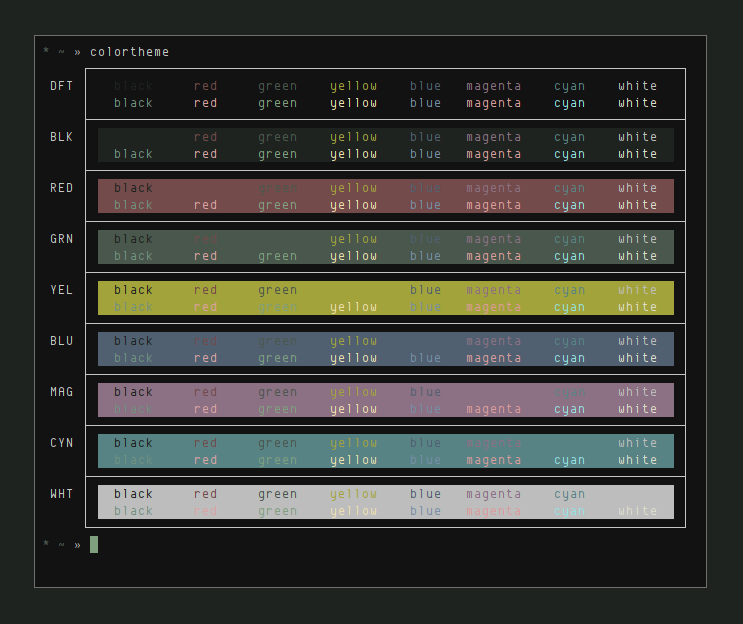 * ~ » colortheme
DFT black red green yellow blue magenta cyan white
black red green yellow blue magenta cyan white
BLK red green yellow blue magenta cyan white
black red green yellow blue magenta cyan white
RED black green yellow blue magenta cyan white
black red green yellow blue magenta cyan white
GRN black red yellow blue magenta cyan white
black red green yellow blue magenta cyan white
YEL black red green blue magenta cyan white
black red green yellow blue magenta cyan white
BLU black red green yellow magenta cyan white
black red green yellow blue magenta cyan white
MAG black red green yellow blue cyan white
black red green yellow blue magenta cyan white
CYN black red green yellow blue magenta white
black red green yellow blue magenta cyan white
WHT black red green yellow blue magenta cyan
black red green yellow blue magenta cyan white
* ~ »